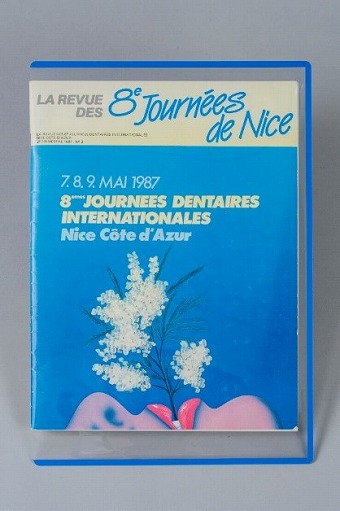 LA REVUE
DES
8e Journées
de Nice
7. 8. 9. MAI 1987
8èmes JOURNEES DENTAIRES
INTERNATIONALES
Nice Côte d'Azur